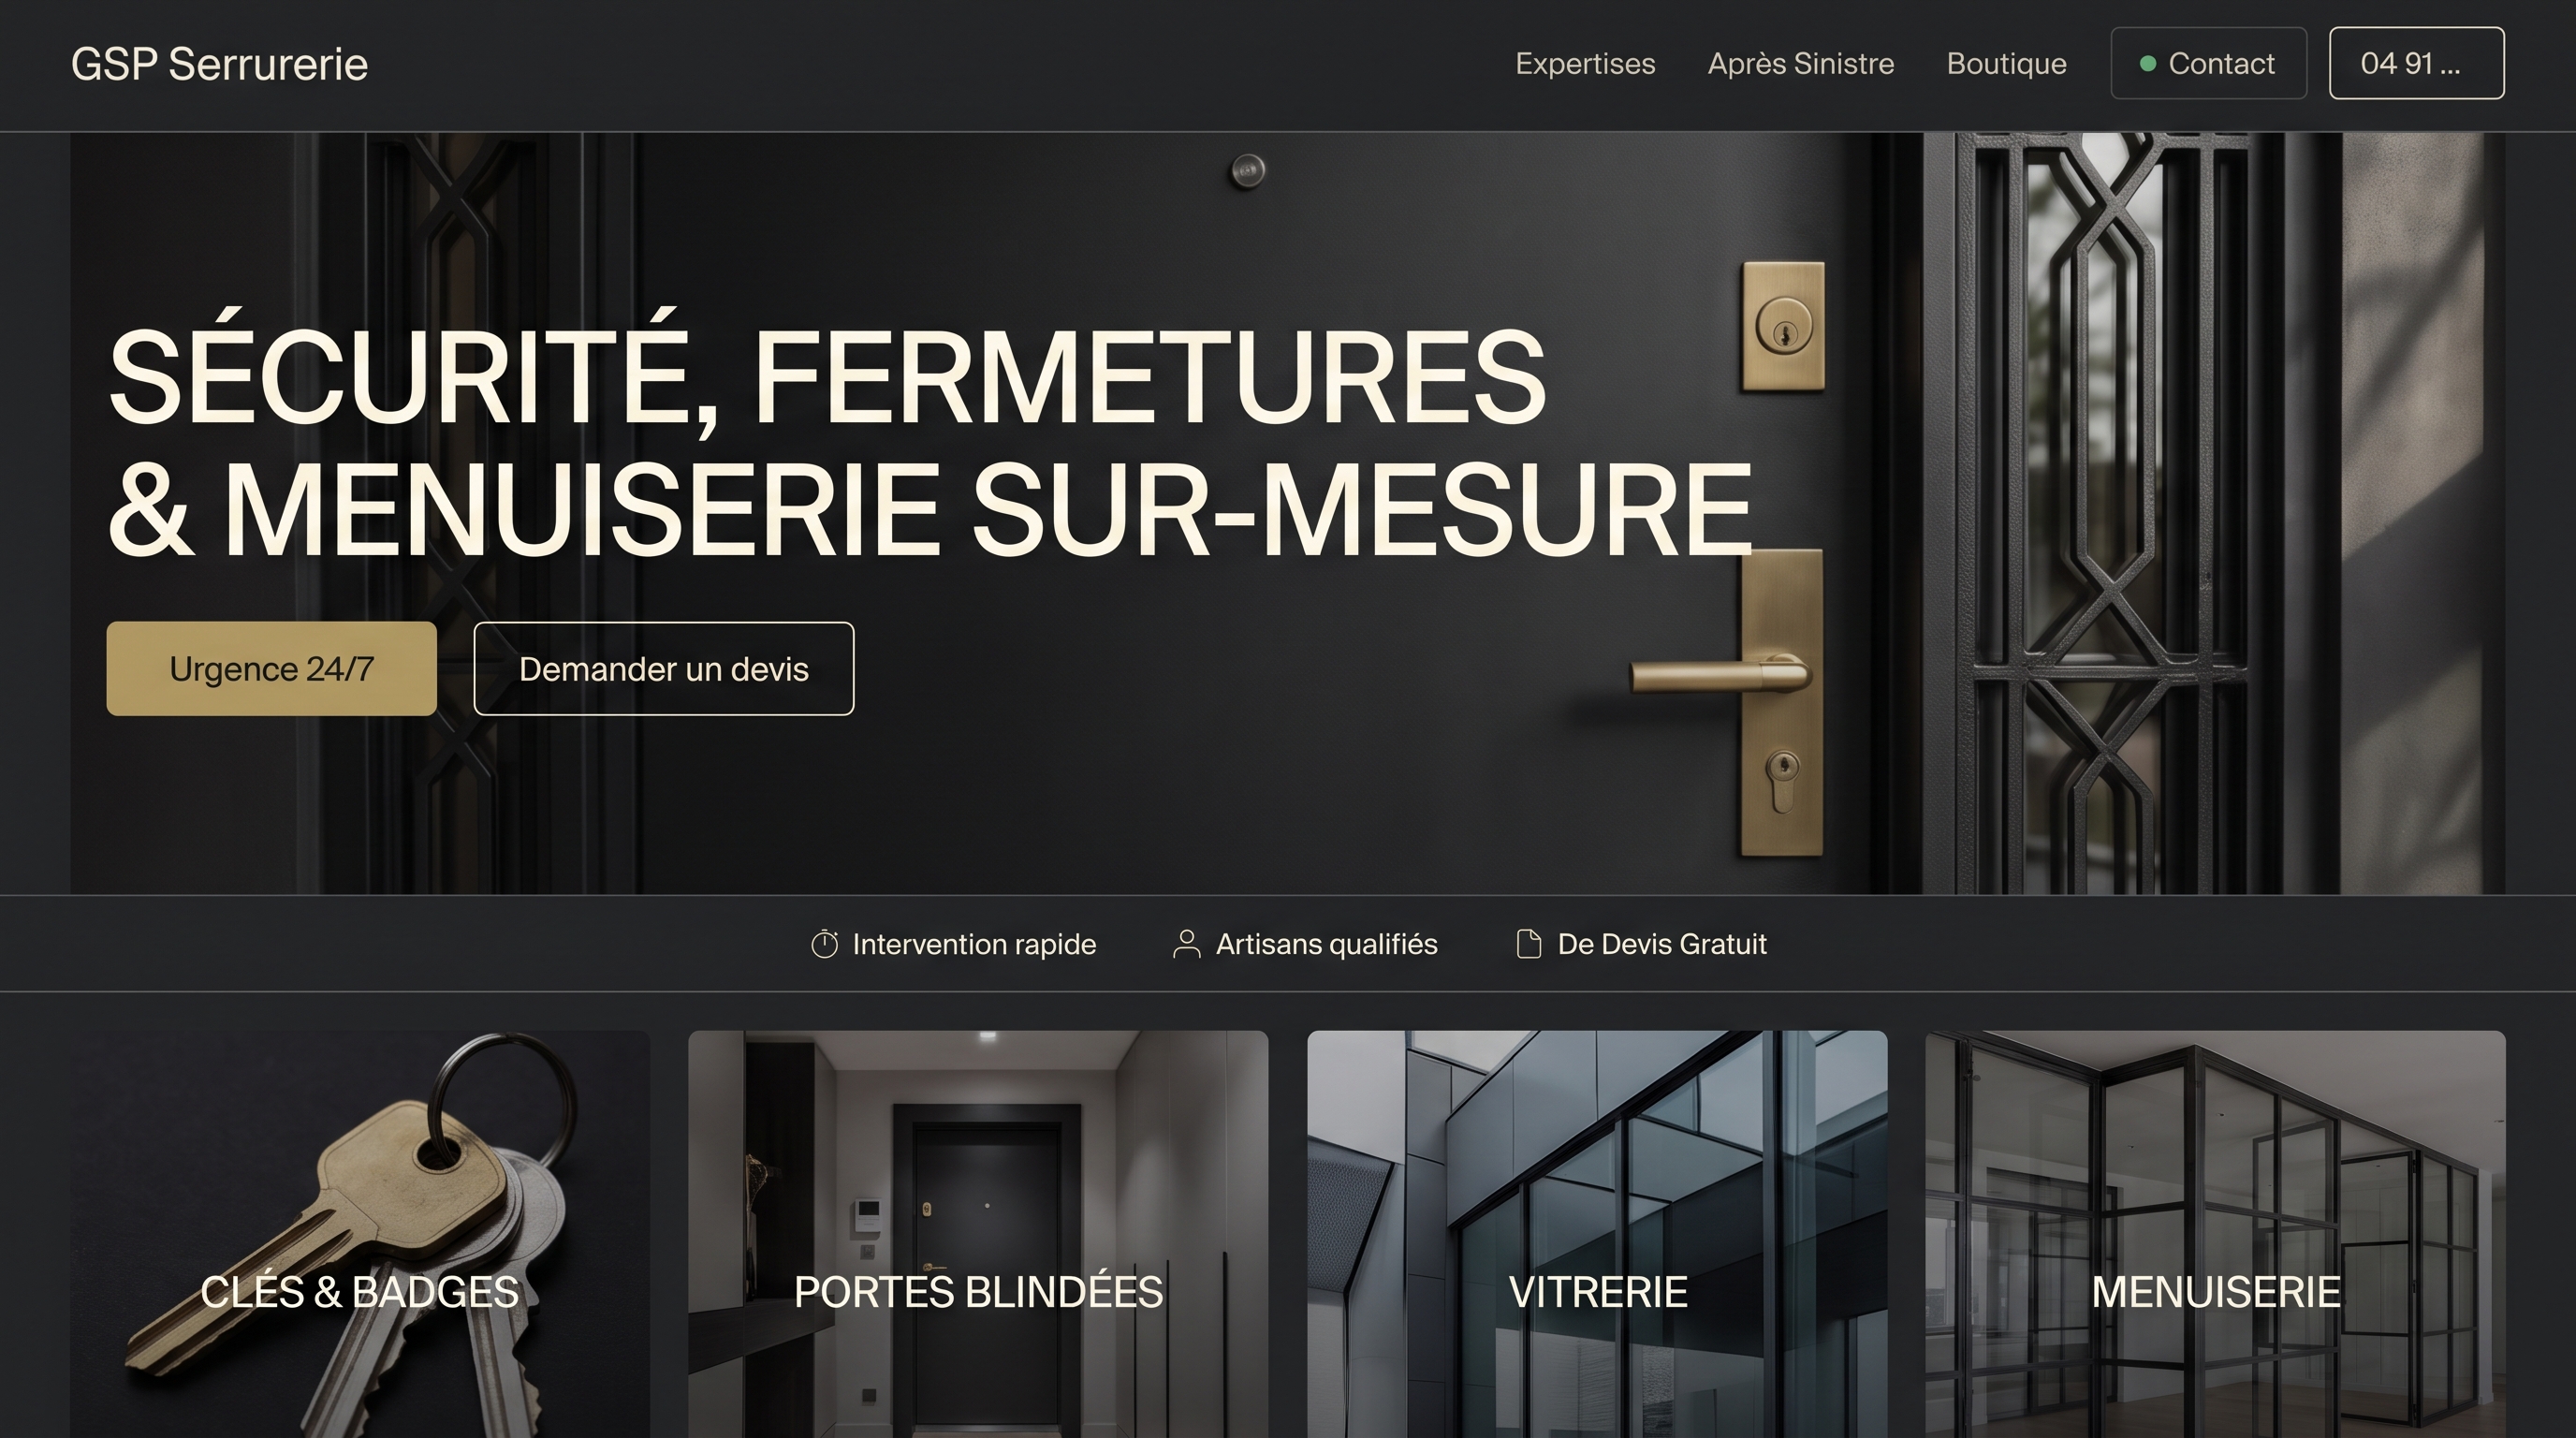 GSP Serrurerie
Expertises
Après Sinistre
Boutique
Contact
04 91 ...
SÉCURITÉ, FERMETURES
& MENUISERIE SUR-MESURE
Urgence 24/7
Demander un devis
Intervention rapide
Artisans qualifiés
De Devis Gratuit
CLÉS & BADGES
PORTES BLINDÉES
VITRERIE
MENUISERIE